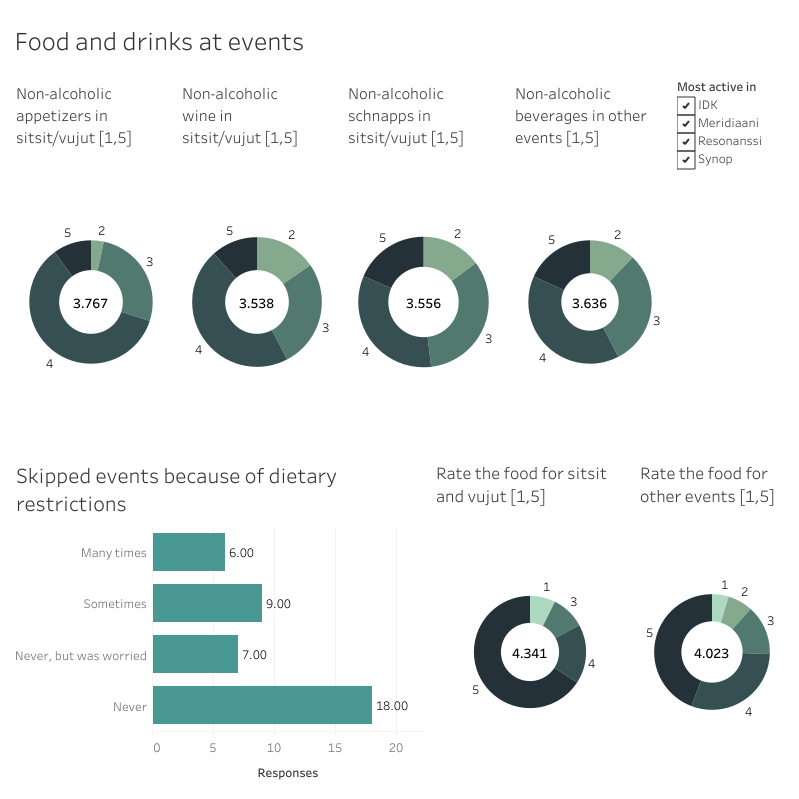 Food and drinks at events
Non-alcoholic
appetizers in
sitsit/vujut [1,5]
Non-alcoholic
wine in
sitsit/vujut [1,5]
Non-alcoholic
schnapps in
sitsit/vujut [1,5]
Non-alcoholic
beverages in other
events [1,5]
Most active in
IDK
Meridiaani
Resonanssi
Synop
5
2
3
4
3.767
5
2
3
4
3.538
5
2
3
4
3.556
5
2
3
4
3.636
Skipped events because of dietary
restrictions
Many times
6.00
Sometimes
9.00
Never, but was worried
7.00
Never
18.00
0
5
10
15
20
Responses
Rate the food for sitsit
and vujut [1,5]
1
3
4
5
4.341
Rate the food for
other events [1,5]
1
2
3
4
5
4.023